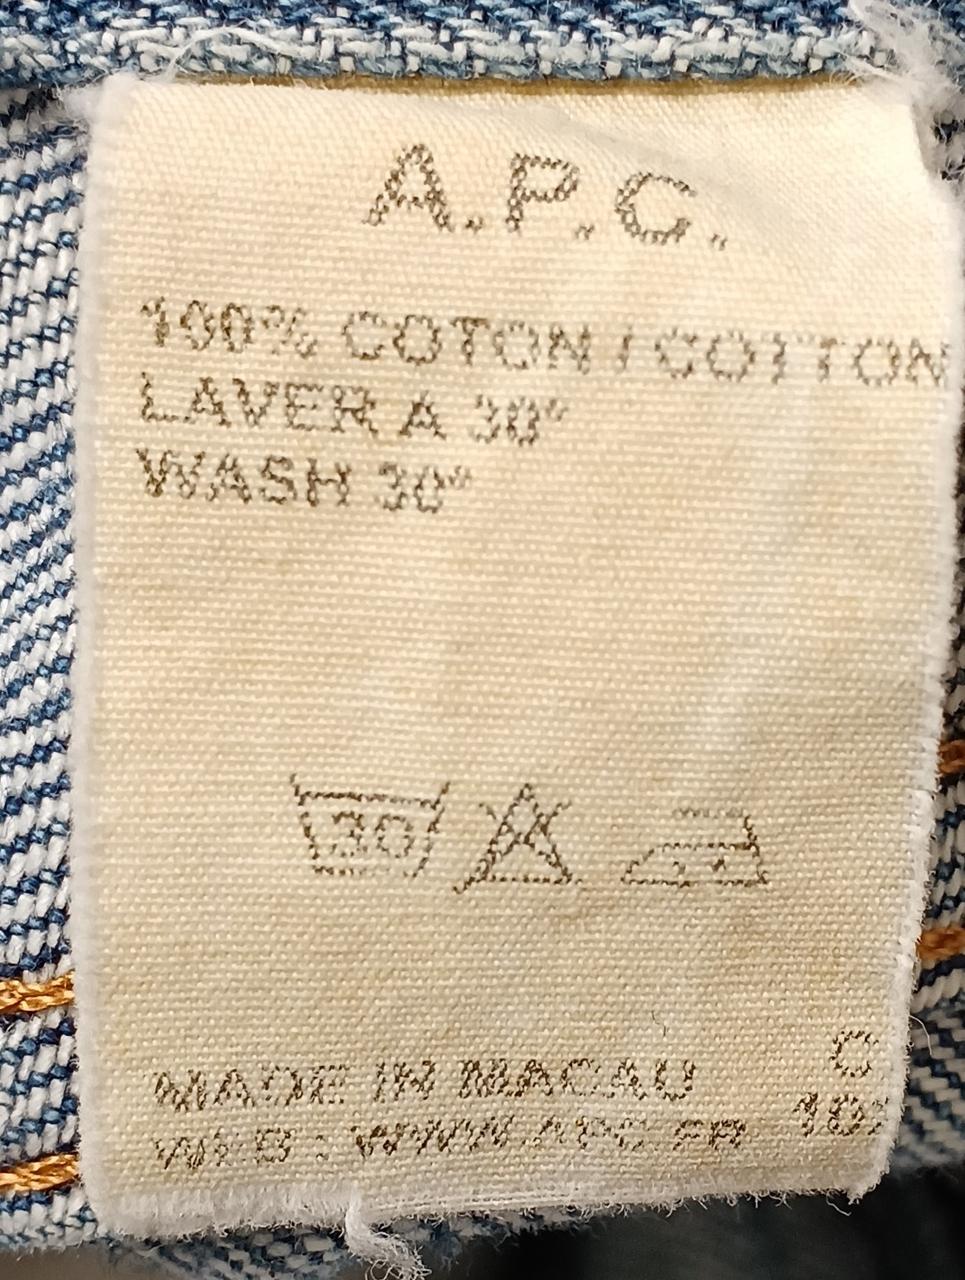 A.P.C.
100% COTON / COTTON
LAVER A 30°
WASH 30°
30
MADE IN MACAU
C
WEB : WWW.APC.FR